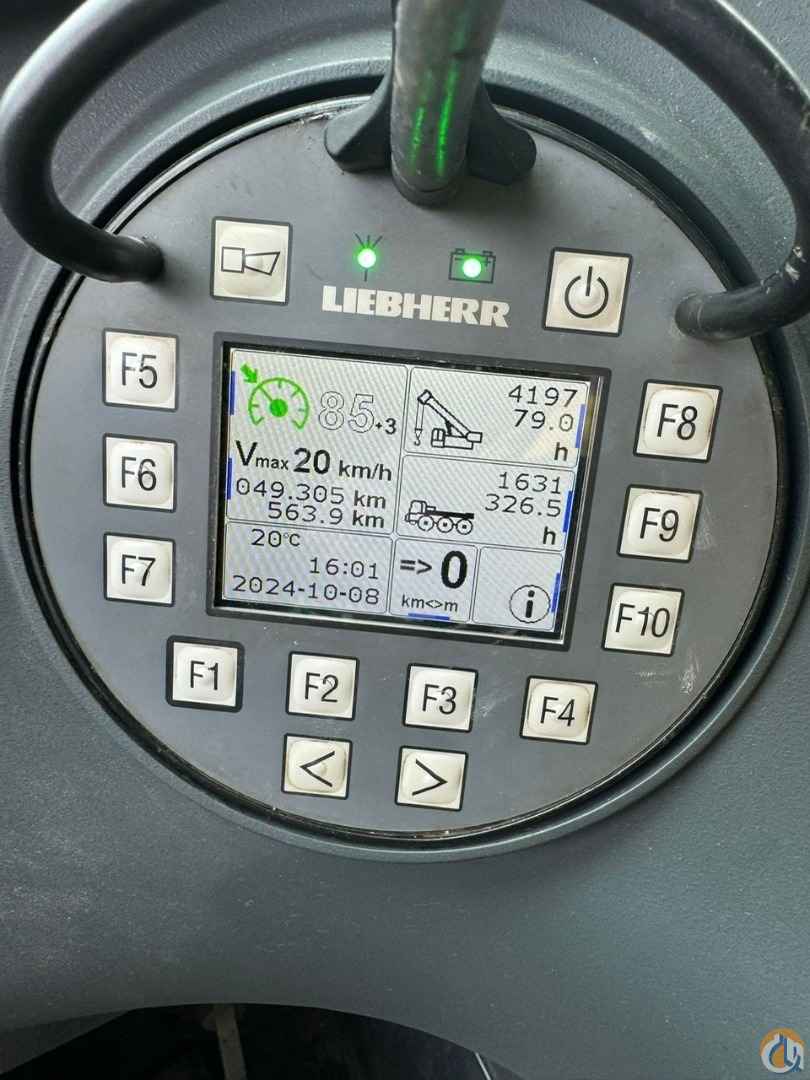 LIEBHERR
F5
F6
F7
85+3
Vmax 20 km/h
049.305 km
563.9 km
20°C
16:01
2024-10-08
4197
79.0
h
1631
326.5
h
=> 0
km<>m
i
F8
F9
F10
F1
F2
F3
F4
<
>